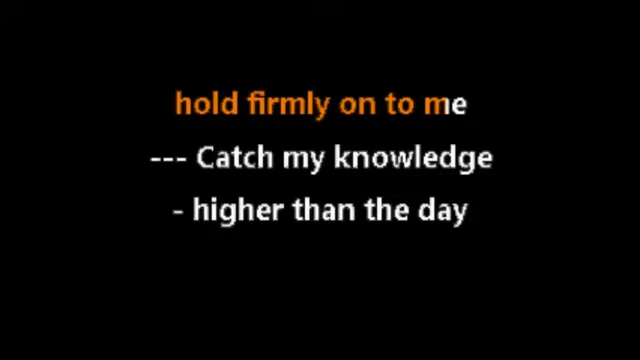 hold firmly on to me
--- Catch my knowledge
- higher than the day